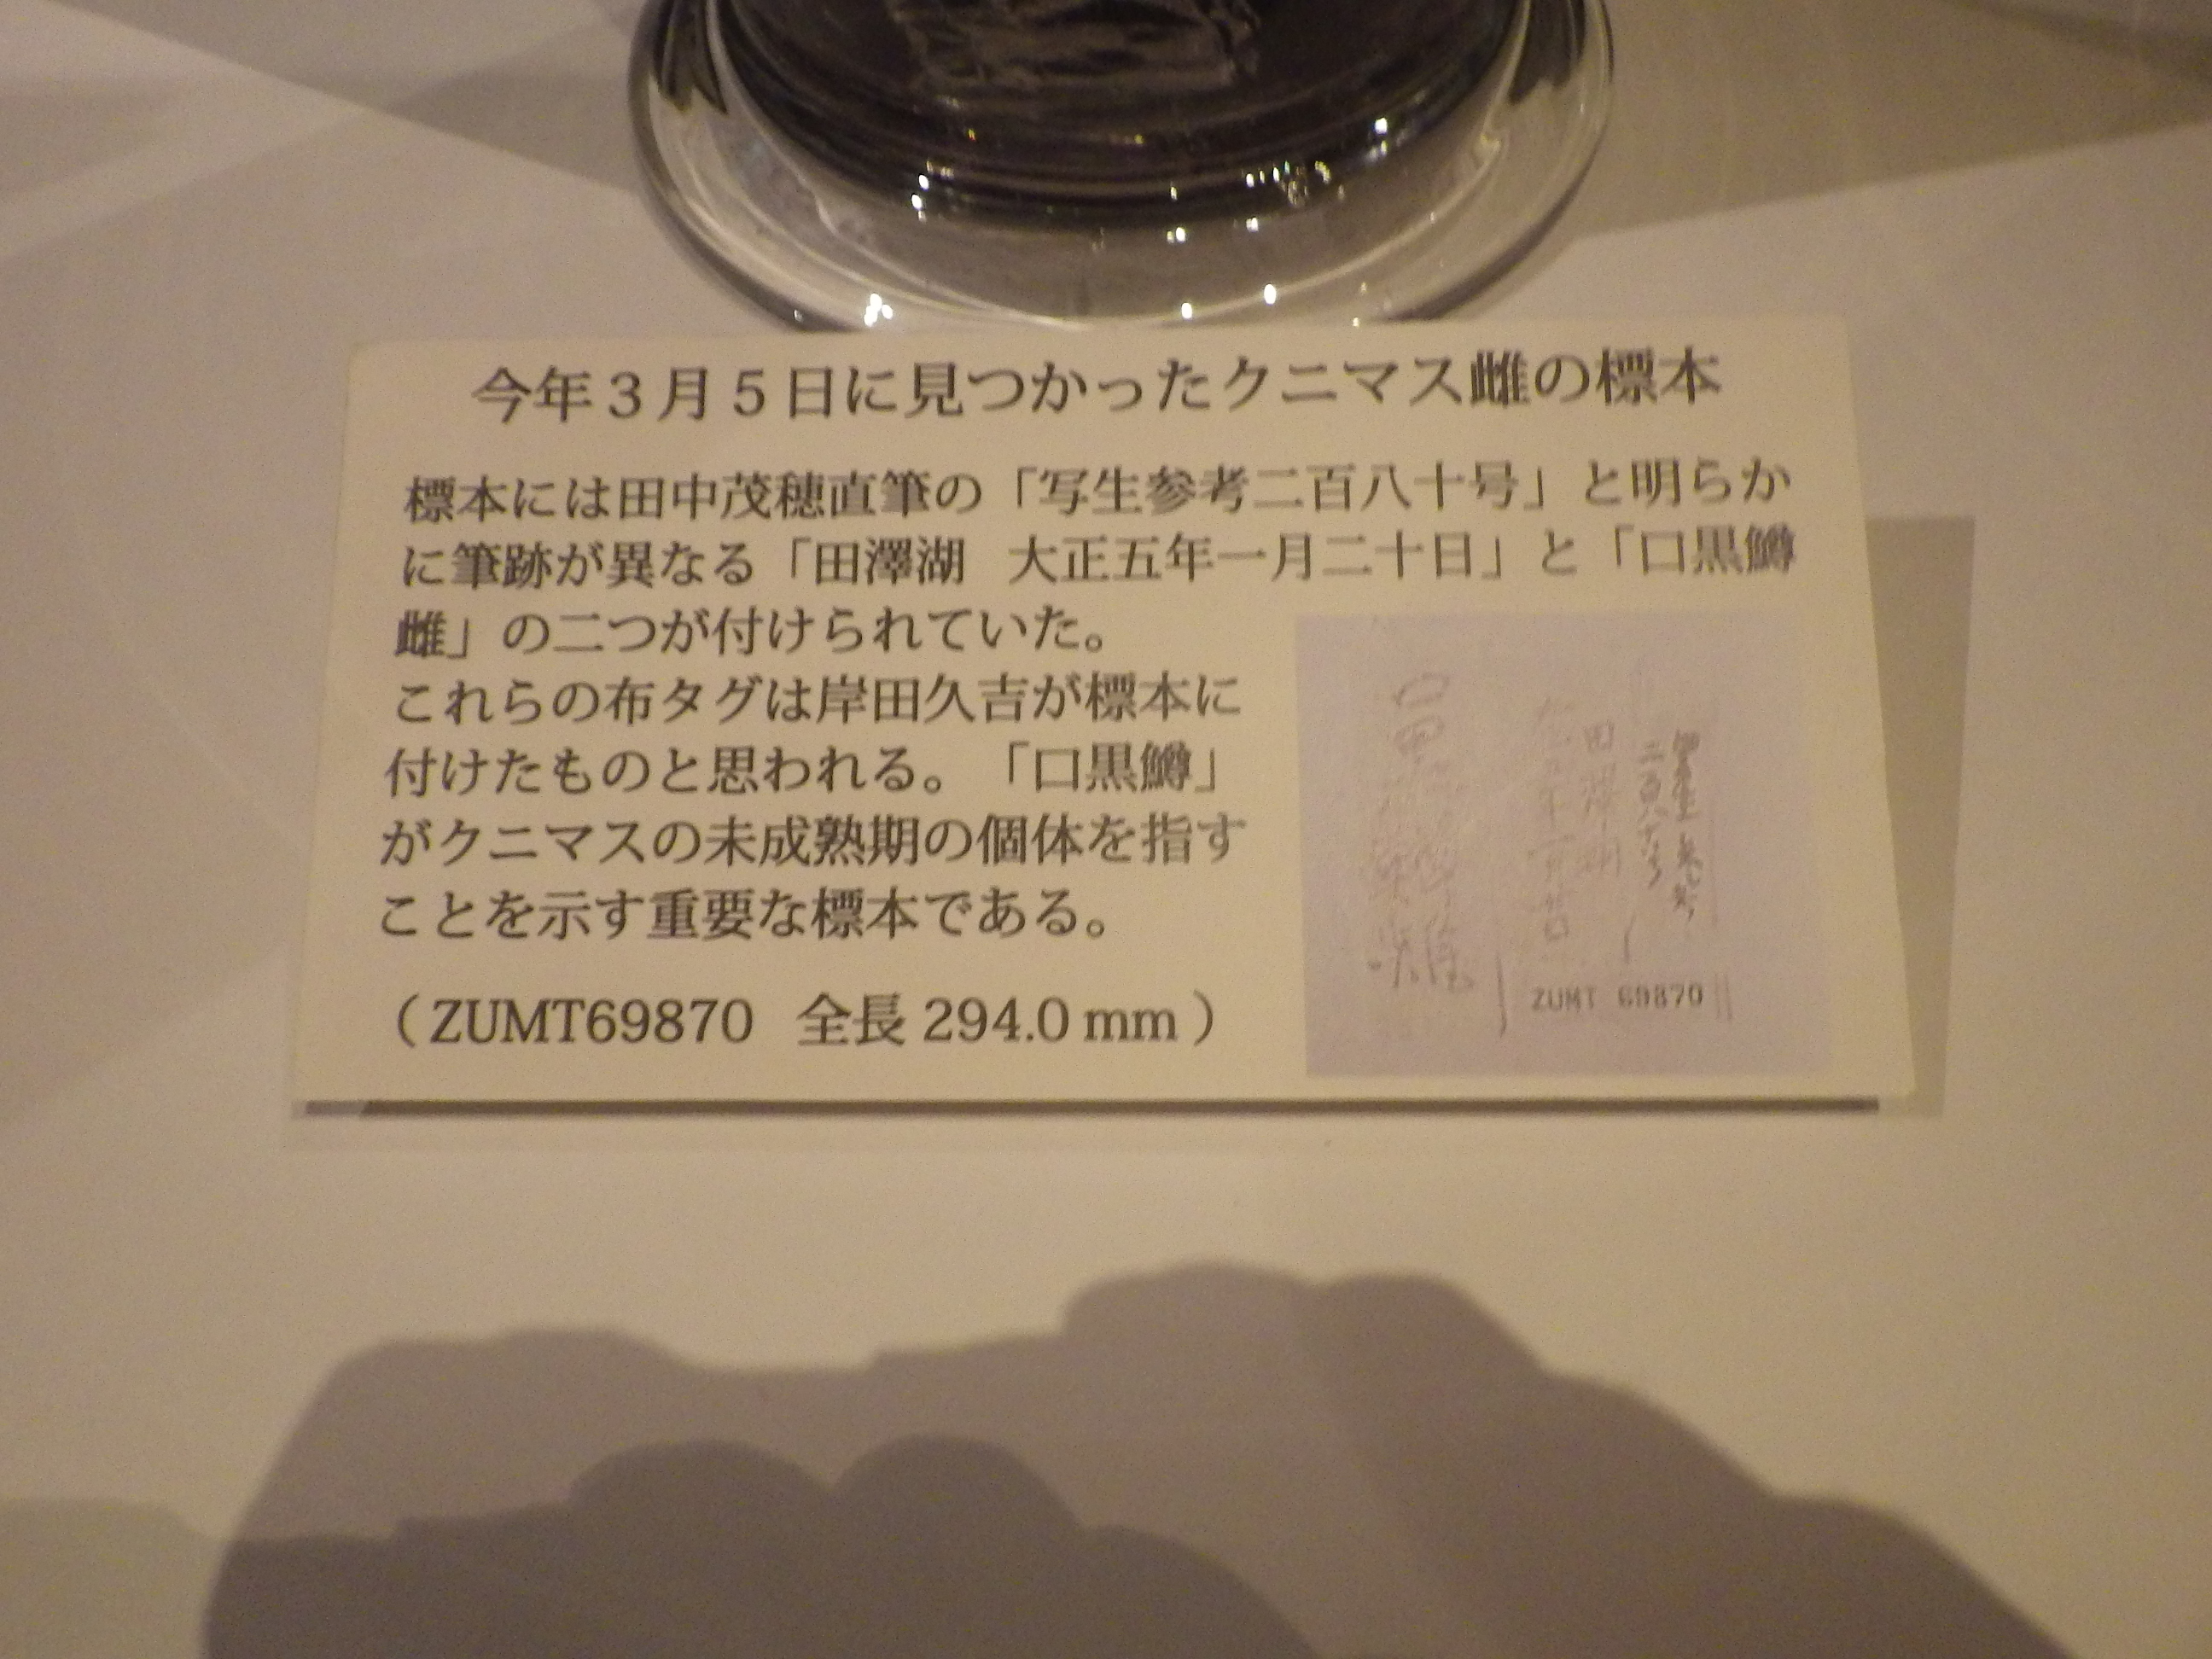 今年3月5日に見つかったクニマス雌の標本
標本には田中茂穂直筆の「写生参考二百八十号」と明らか
に筆跡が異なる「田澤湖 大正五年一月二十日」と「口黒鱒
雌」の二つが付けられていた。
これらの布タグは岸田久吉が標本に
付けたものと思われる。「口黒鱒」
がクニマスの未成熟期の個体を指す
ことを示す重要な標本である。
（ZUMT69870 全長 294.0 mm）
田澤湖
ZUMT 69870